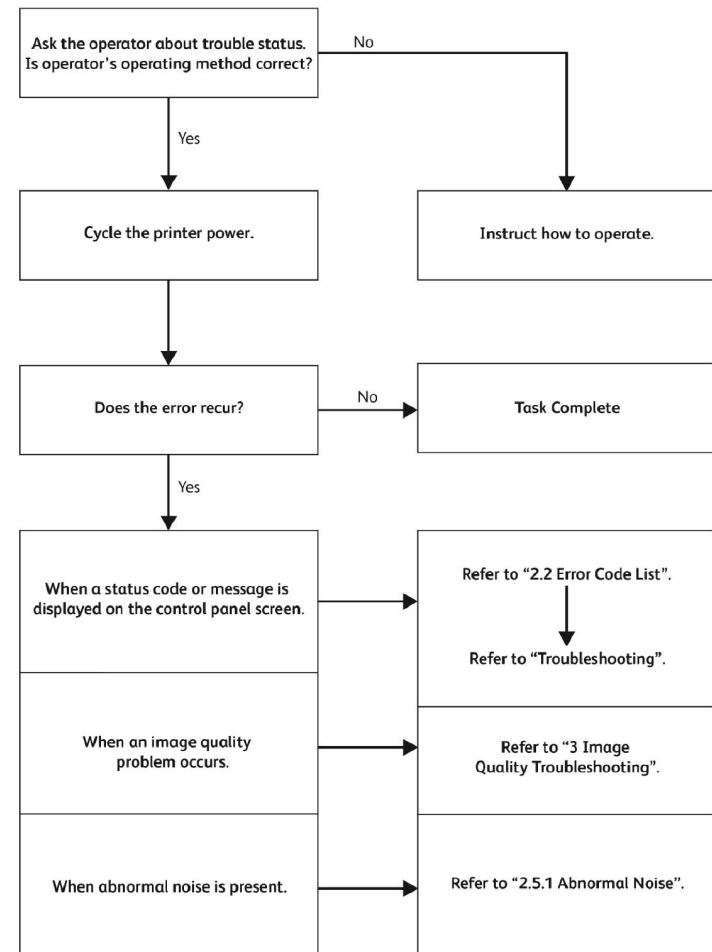 Ask the operator about trouble status.
Is operator's operating method correct?
No
Yes
Cycle the printer power.
Instruct how to operate.
Does the error recur?
No
Task Complete
Yes
When a status code or message is
displayed on the control panel screen.
Refer to “2.2 Error Code List”.
Refer to “Troubleshooting”.
When an image quality
problem occurs.
Refer to “3 Image
Quality Troubleshooting”.
When abnormal noise is present.
Refer to “2.5.1 Abnormal Noise”.